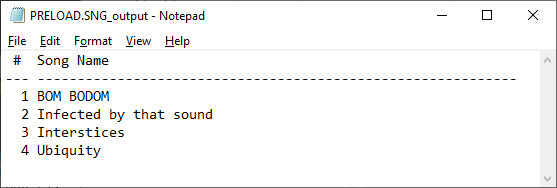 PRELOAD.SNG_output - Notepad
File Edit Format View Help
# Song Name
--- ------------------------------------------------------------
1 BOM BODOM
2 Infected by that sound
3 Interstices
4 Ubiquity